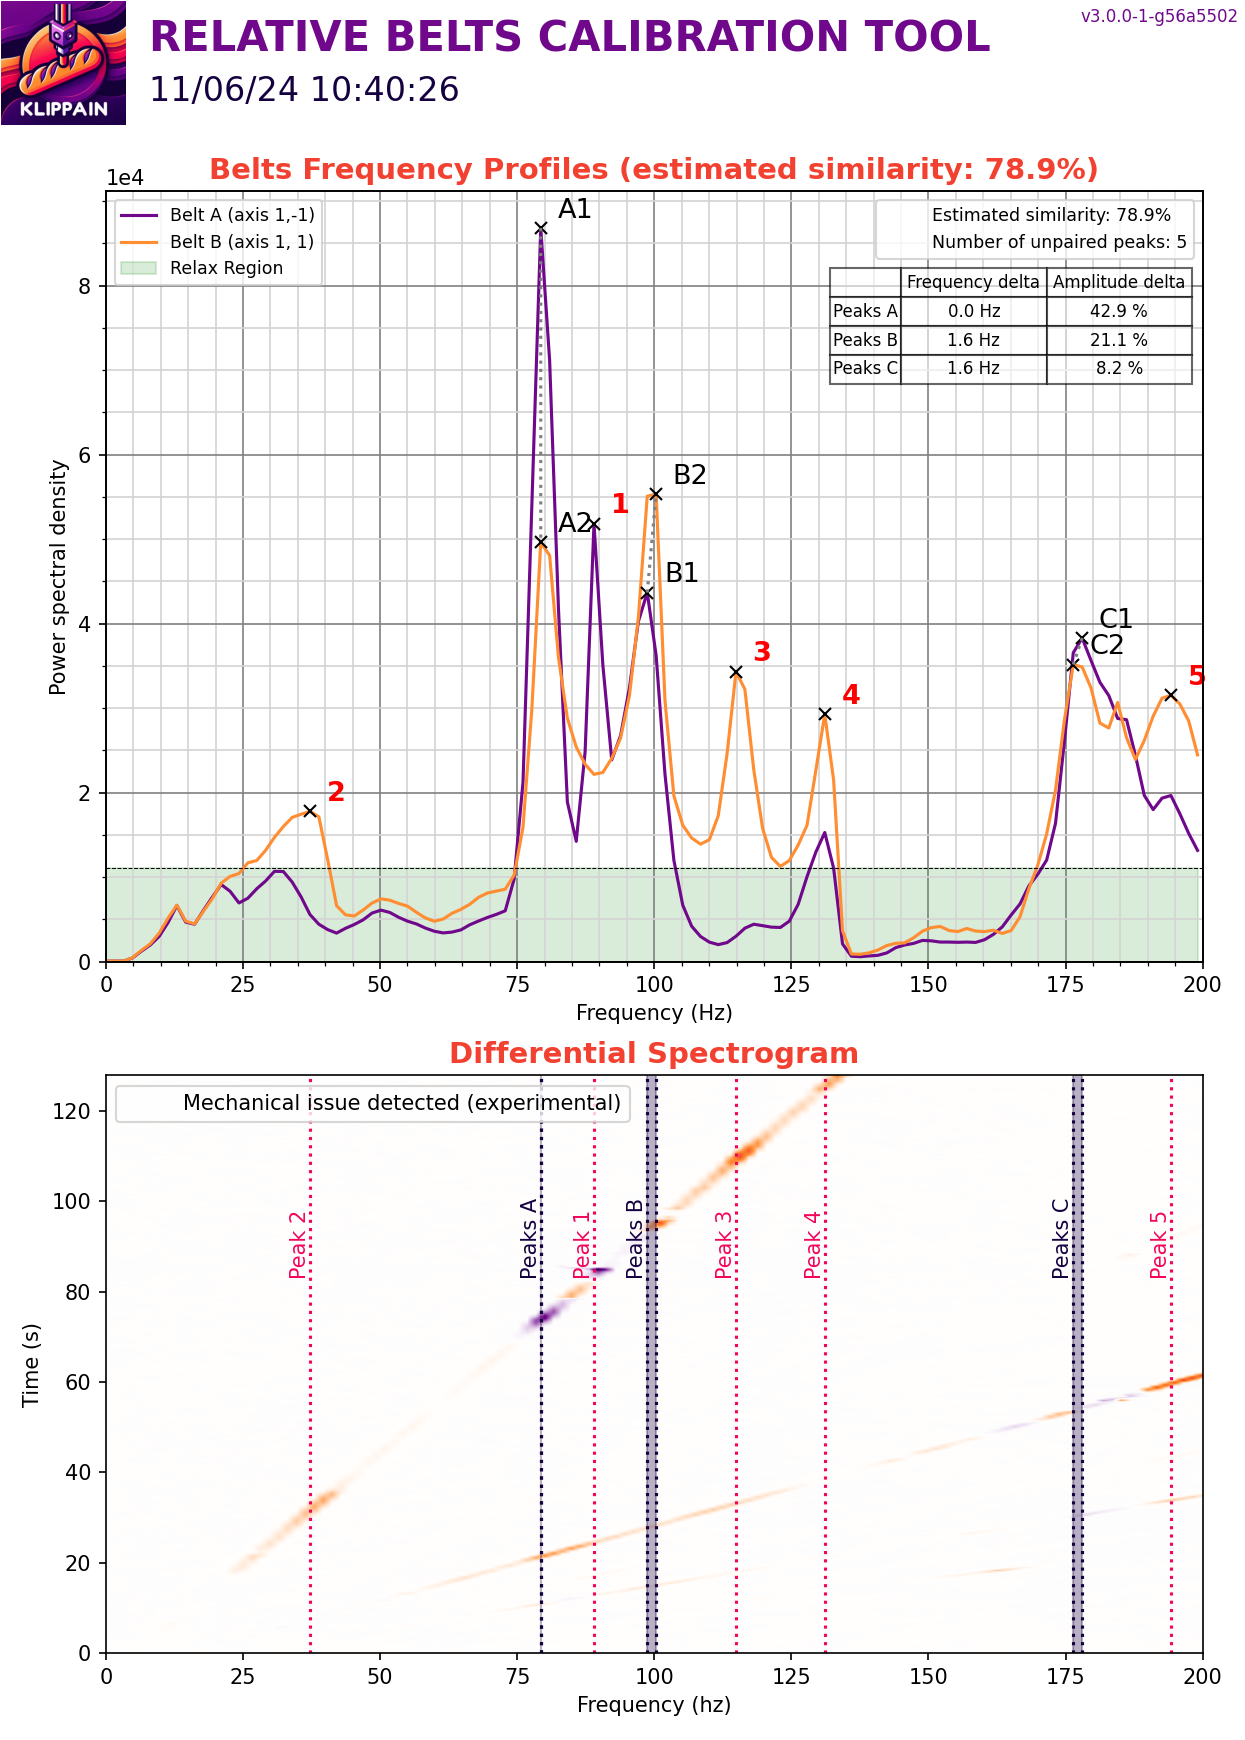 v3.0.0-1-g56a5502
RELATIVE BELTS CALIBRATION TOOL
11/06/24 10:40:26
KLIPPAIN
Belts Frequency Profiles (estimated similarity: 78.9%)
1e4
Belt A (axis 1,-1)
Belt B (axis 1, 1)
Relax Region
Estimated similarity: 78.9%
Number of unpaired peaks: 5
Frequency delta Amplitude delta
Peaks A 0.0 Hz 42.9 %
Peaks B 1.6 Hz 21.1 %
Peaks C 1.6 Hz 8.2 %
A1
B2
1
A2
B1
C1
C2
3
5
4
2
8
6
4
2
0
Power spectral density
0 25 50 75 100 125 150 175 200
Frequency (Hz)
Differential Spectrogram
Mechanical issue detected (experimental)
Peak 2
Peaks A
Peak 1
Peaks B
Peak 3
Peak 4
Peaks C
Peak 5
120
100
80
60
40
20
0
Time (s)
0 25 50 75 100 125 150 175 200
Frequency (hz)